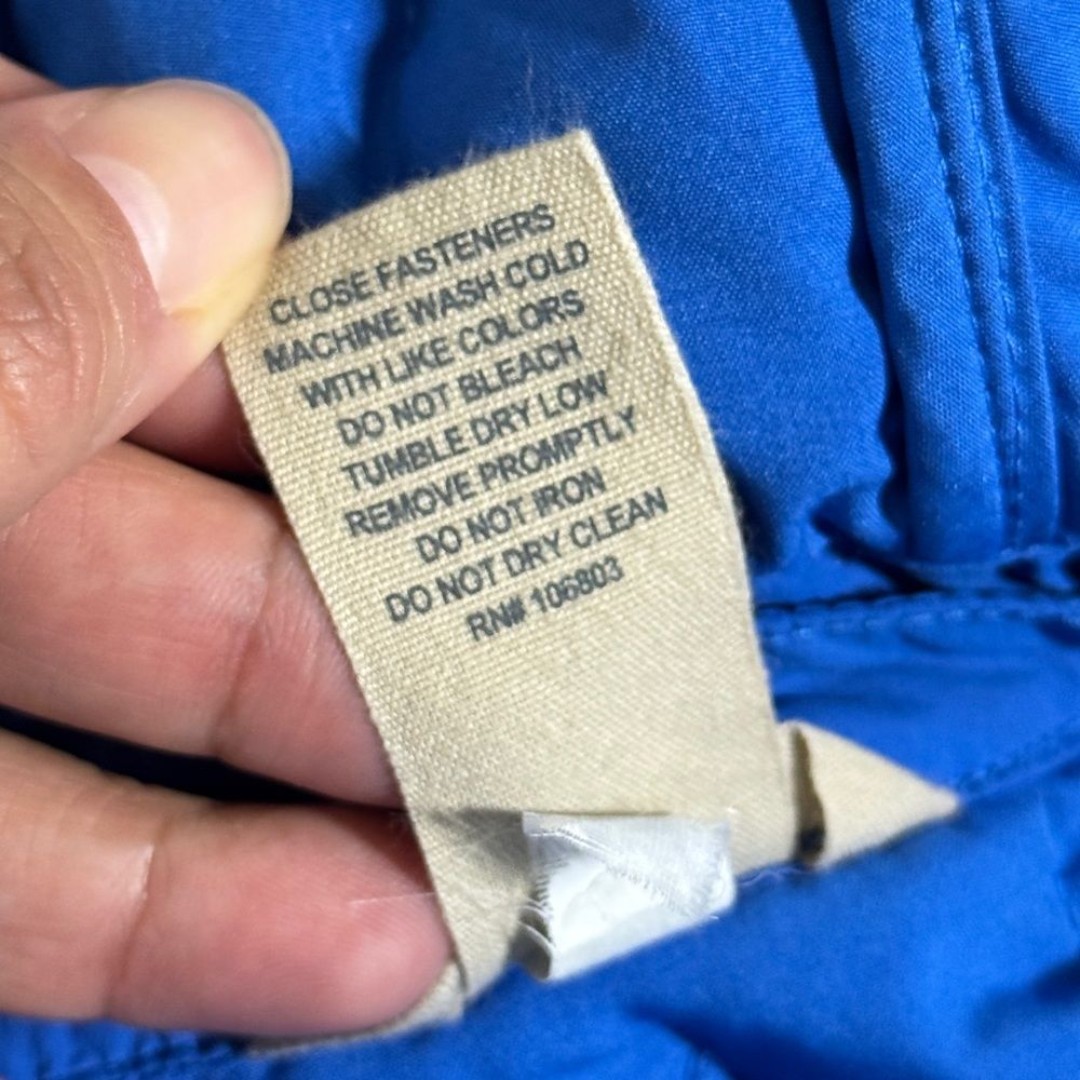 CLOSE FASTENERS
MACHINE WASH COLD
WITH LIKE COLORS
DO NOT BLEACH
TUMBLE DRY LOW
REMOVE PROMPTLY
DO NOT IRON
DO NOT DRY CLEAN
RN# 106803